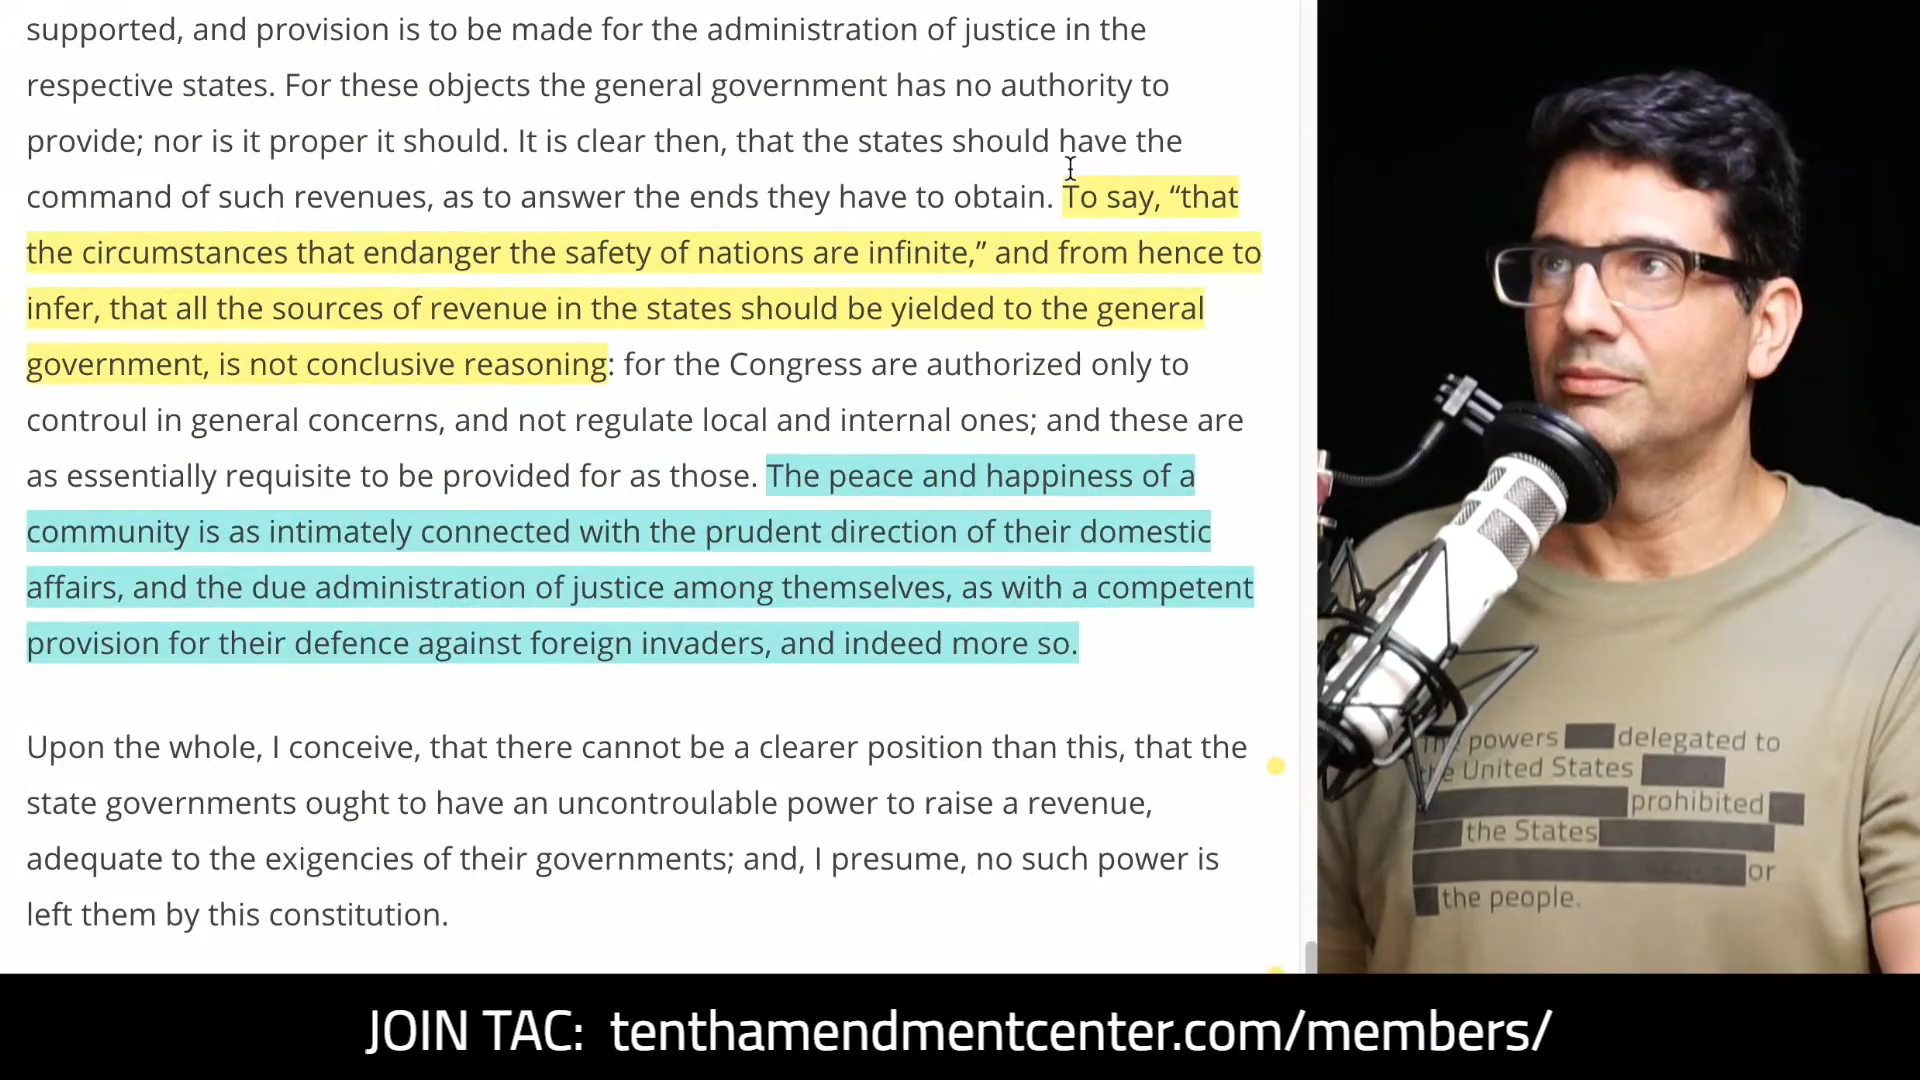 supported, and provision is to be made for the administration of justice in the
respective states. For these objects the general government has no authority to
provide; nor is it proper it should. It is clear then, that the states should have the
command of such revenues, as to answer the ends they have to obtain. To say, “that
the circumstances that endanger the safety of nations are infinite,” and from hence to
infer, that all the sources of revenue in the states should be yielded to the general
government, is not conclusive reasoning: for the Congress are authorized only to
controul in general concerns, and not regulate local and internal ones; and these are
as essentially requisite to be provided for as those. The peace and happiness of a
community is as intimately connected with the prudent direction of their domestic
affairs, and the due administration of justice among themselves, as with a competent
provision for their defence against foreign invaders, and indeed more so.
Upon the whole, I conceive, that there cannot be a clearer position than this, that the
state governments ought to have an uncontroulable power to raise a revenue,
adequate to the exigencies of their governments; and, I presume, no such power is
left them by this constitution.
powers delegated to
United States
prohibited
the States
or
the people.
JOIN TAC: tenthamendmentcenter.com/members/